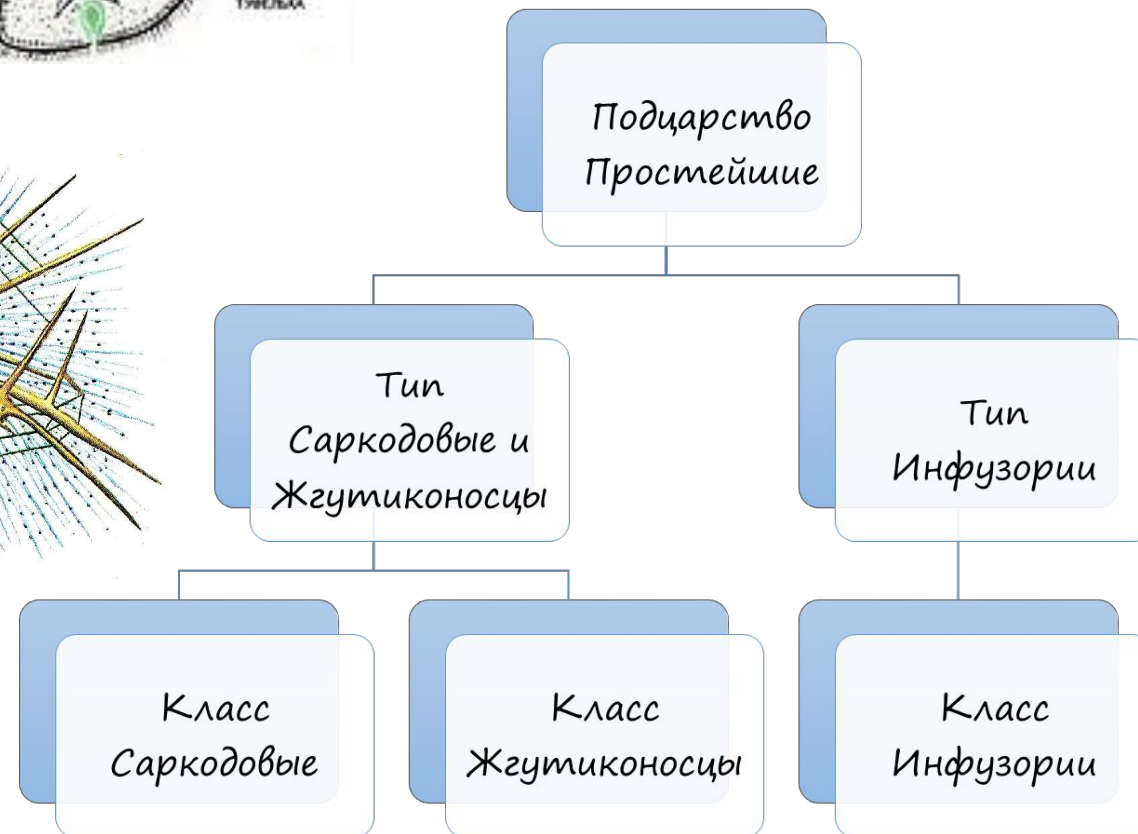 Подцарство
Простейшие
Тип
Саркодовые и
Жгутиконосцы
Тип
Инфузории
Класс
Саркодовые
Класс
Жгутиконосцы
Класс
Инфузории